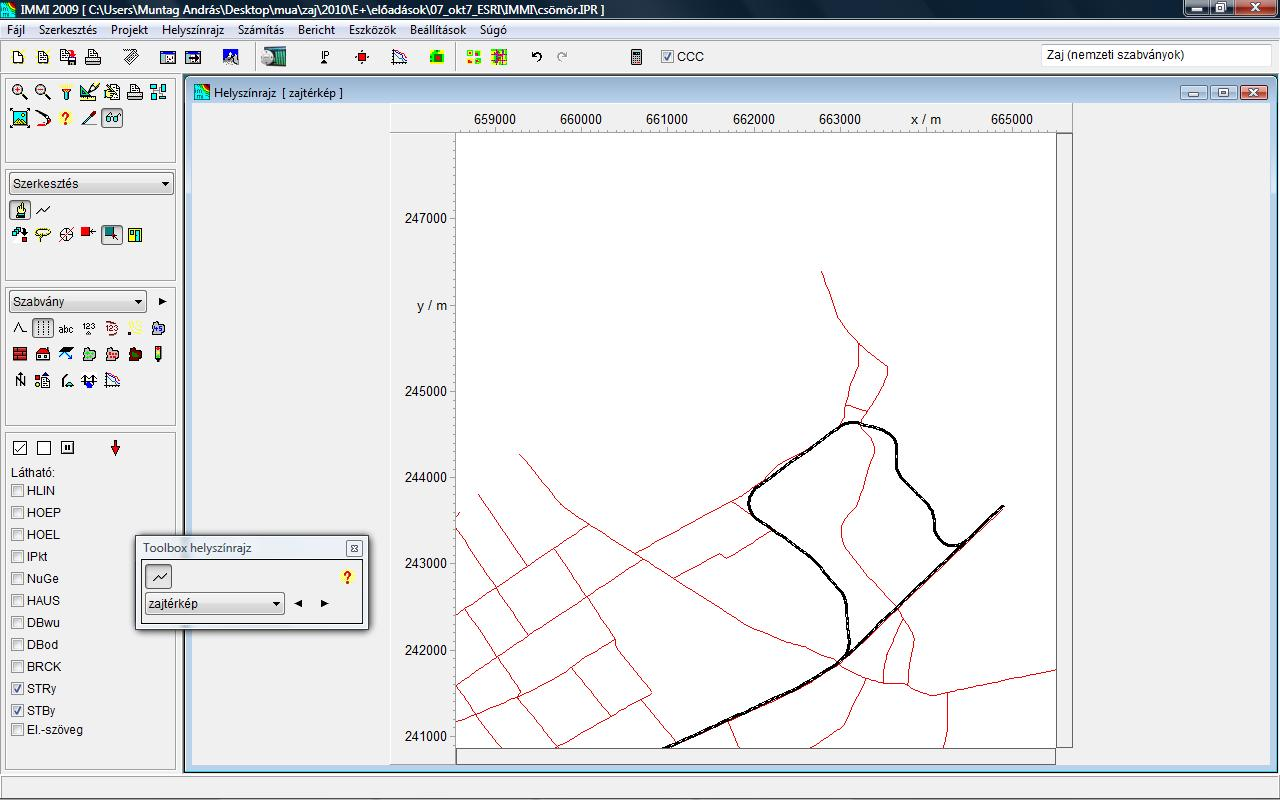 IMMI 2009 [ C:\Users\Muntag András\Desktop\mua\zaj\2010\E+\előadások\07_okt7_ESRI\IMMI\csömör.IPR ]
Fájl Szerkesztés Projekt Helyszínrajz Számítás Bericht Eszközök Beállítások Súgó
CCC
Zaj (nemzeti szabványok)
Helyszínrajz [ zajtérkép ]
659000 660000 661000 662000 663000 x / m 665000
Szerkesztés
247000
Szabvány
y / m
abc 123 123
245000
Látható:
HLIN
244000
HOEP
HOEL
IPkt
243000
NuGe
HAUS
DBwu
DBod
242000
BRCK
STRy
STBy
El.-szöveg
241000
Toolbox helyszínrajz
zajtérkép